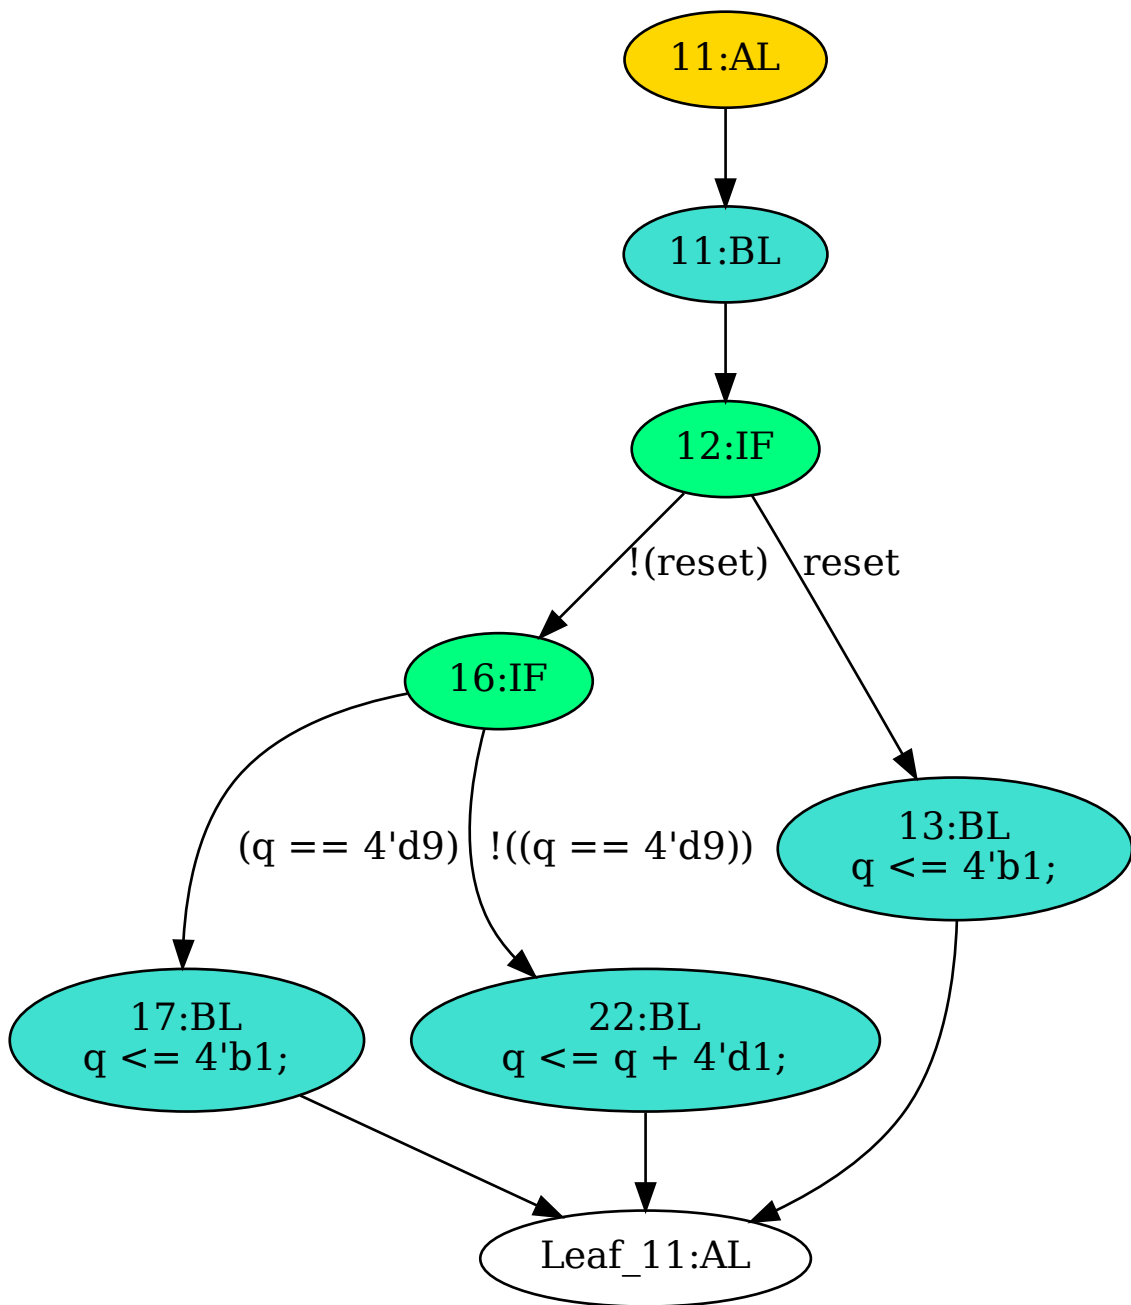 11:AL
11:BL
12:IF
!(reset)
reset
16:IF
(q == 4'd9)
!((q == 4'd9))
13:BL
q <= 4'b1;
17:BL
q <= 4'b1;
22:BL
q <= q + 4'd1;
Leaf_11:AL